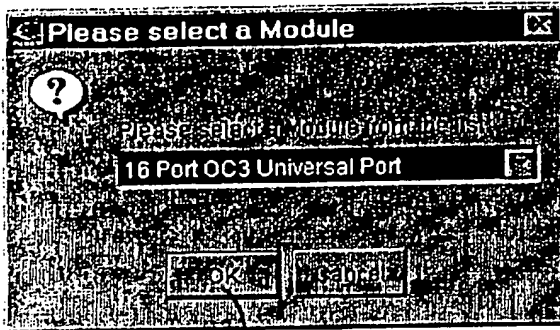 Please select a Module
?
Please select a Module from the list
16 Port OC3 Universal Port
OK
Cancel